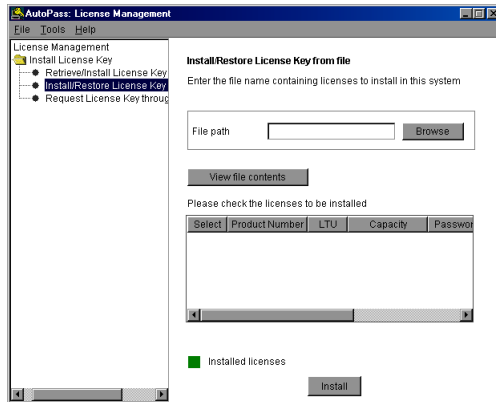 AutoPass: License Management
File Tools Help
License Management
Install License Key
Retrieve/Install License Key
Install/Restore License Key
Request License Key throug
Install/Restore License Key from file
Enter the file name containing licenses to install in this system
File path
Browse
View file contents
Please check the licenses to be installed
Select Product Number LTU Capacity Passwor
Installed licenses
Install